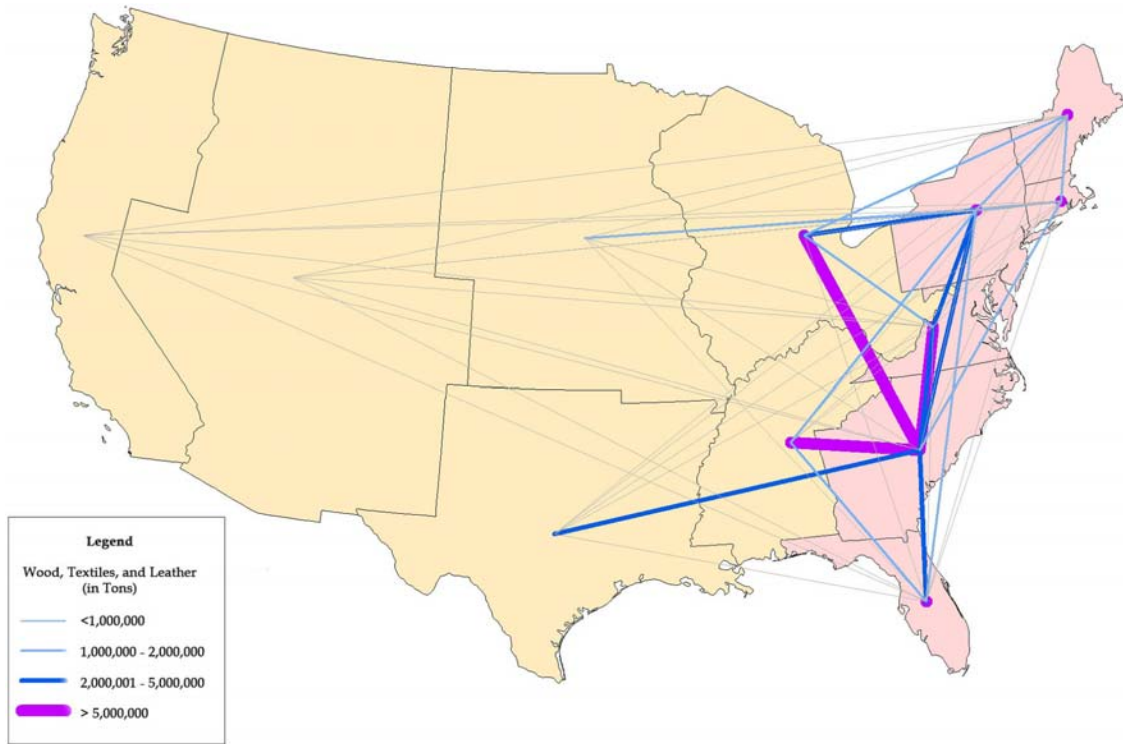 Legend
Wood, Textiles, and Leather
(in Tons)
<1,000,000
1,000,000 - 2,000,000
2,000,001 - 5,000,000
> 5,000,000